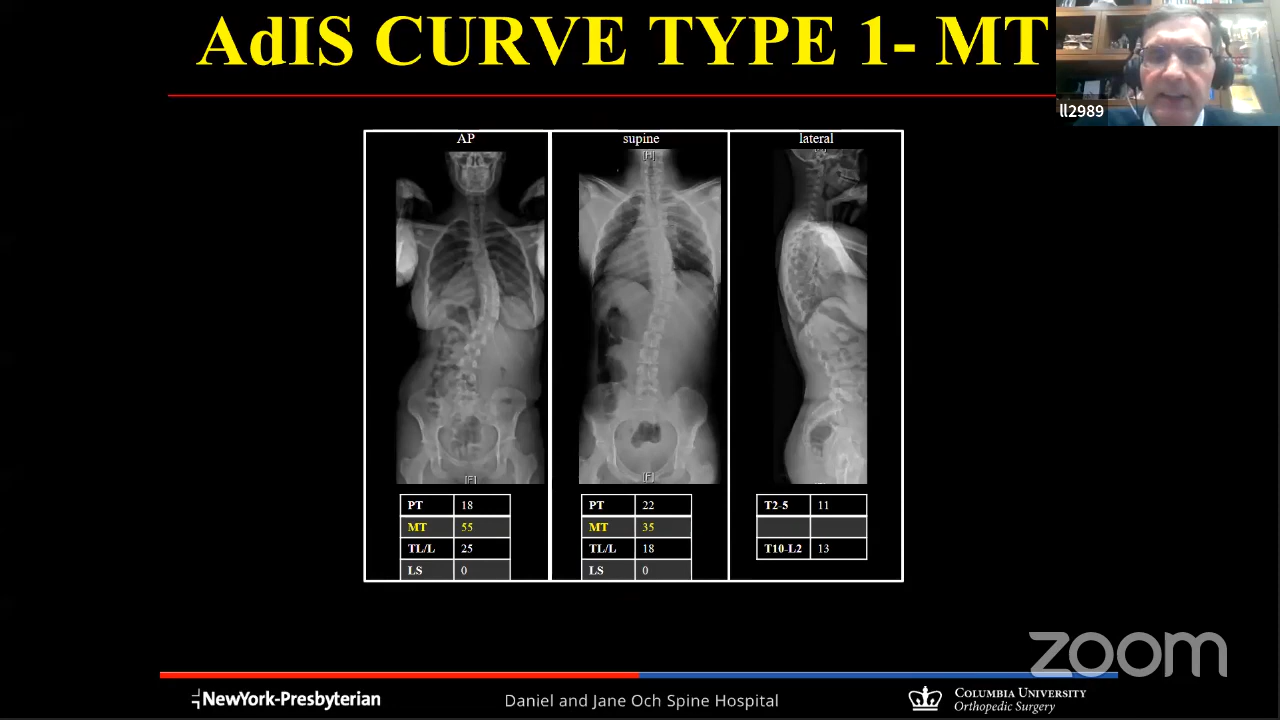 AdIS CURVE TYPE 1- MT
ll2989
AP
supine
lateral
[H]
[F]
[F]
PT 18
MT 55
TL/L 25
LS 0
PT 22
MT 35
TL/L 18
LS 0
T2-5 11
T10-L2 13
zoom
NewYork-Presbyterian
Daniel and Jane Och Spine Hospital
COLUMBIA UNIVERSITY
Orthopedic Surgery